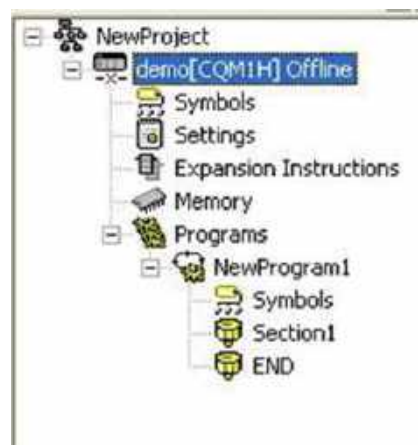 NewProject
demo[CQM1H] Offline
Symbols
Settings
Expansion Instructions
Memory
Programs
NewProgram1
Symbols
Section1
END